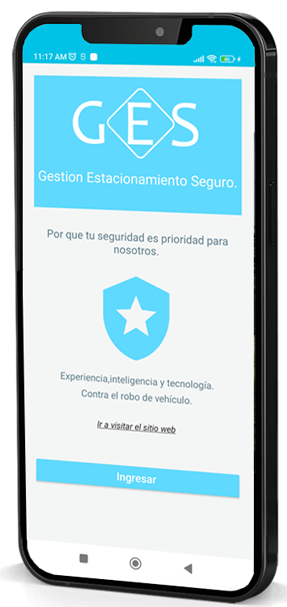 11:17 AM
GES
Gestion Estacionamiento Seguro.
Por que tu seguridad es prioridad para
nosotros.
Experiencia,inteligencia y tecnología.
Contra el robo de vehículo.
Ir a visitar el sitio web
Ingresar